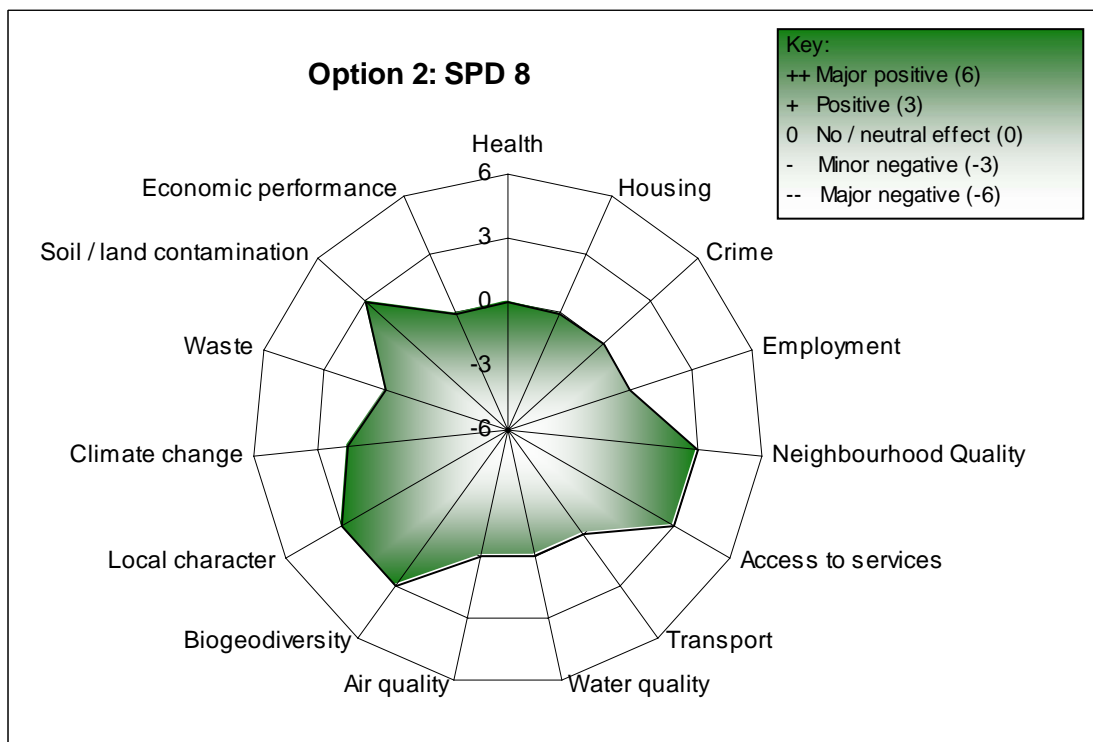 Option 2: SPD 8
Key:
++ Major positive (6)
+ Positive (3)
0 No / neutral effect (0)
- Minor negative (-3)
-- Major negative (-6)
Health
Housing
Crime
Employment
Neighbourhood Quality
Access to services
Transport
Water quality
Air quality
Biogeodiversity
Local character
Climate change
Waste
Soil / land contamination
Economic performance
6
3
0
-3
-6